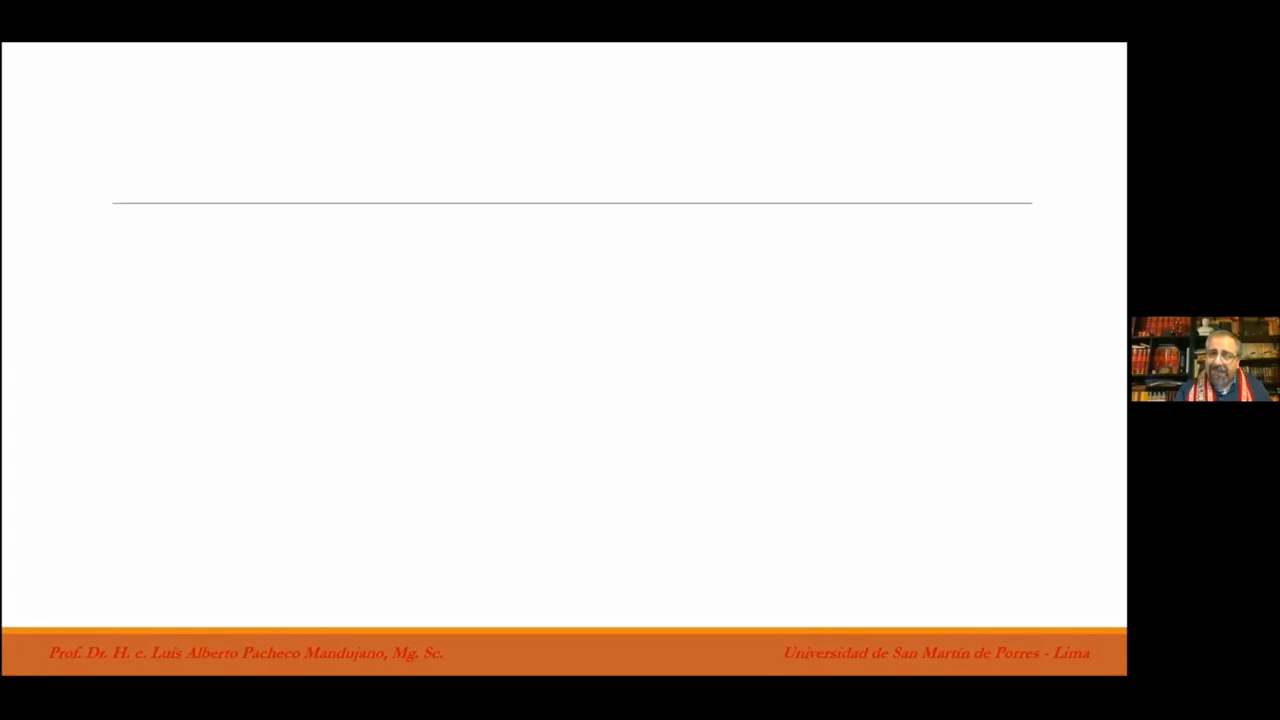 Prof. Dr. H. c. Luis Alberto Pacheco Mandujano, Mg. Sc.
Universidad de San Martín de Porres - Lima